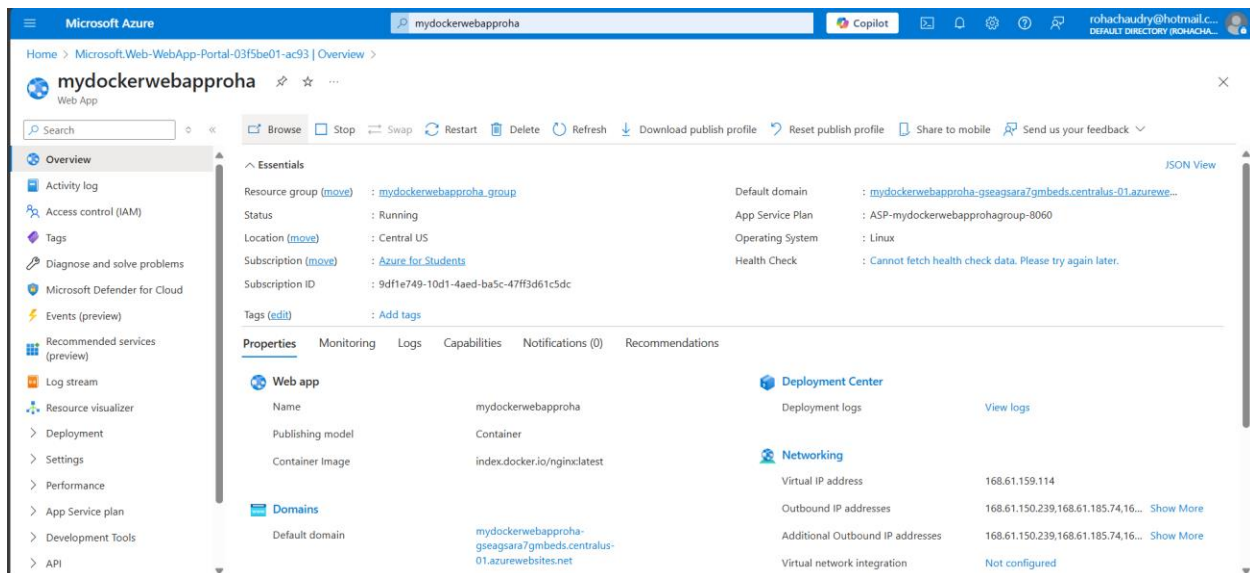 Microsoft Azure
mydockerwebapproha
Copilot
rohachaudry@hotmail.c...
DEFAULT DIRECTORY (ROHACHA...
Home > Microsoft.Web-WebApp-Portal-03f5be01-ac93 | Overview >
mydockerwebapproha
Web App
Search
Browse Stop Swap Restart Delete Refresh Download publish profile Reset publish profile Share to mobile Send us your feedback
Overview
Activity log
Access control (IAM)
Tags
Diagnose and solve problems
Microsoft Defender for Cloud
Events (preview)
Recommended services
(preview)
Log stream
Resource visualizer
Deployment
Settings
Performance
App Service plan
Development Tools
API
Essentials
JSON View
Resource group (move) : mydockerwebapproha_group
Status : Running
Location (move) : Central US
Subscription (move) : Azure for Students
Subscription ID : 9df1e749-10d1-4aed-ba5c-47ff3d61c5dc
Default domain : mydockerwebapproha-gseagsara7gmbeds.centralus-01.azurewe...
App Service Plan : ASP-mydockerwebapprohagroup-8060
Operating System : Linux
Health Check : Cannot fetch health check data. Please try again later.
Tags (edit) : Add tags
Properties Monitoring Logs Capabilities Notifications (0) Recommendations
Web app
Name mydockerwebapproha
Publishing model Container
Container Image index.docker.io/nginx:latest
Domains
Default domain mydockerwebapproha-
gseagsara7gmbeds.centralus-
01.azurewebsites.net
Deployment Center
Deployment logs View logs
Networking
Virtual IP address 168.61.159.114
Outbound IP addresses 168.61.150.239,168.61.185.74,16... Show More
Additional Outbound IP addresses 168.61.150.239,168.61.185.74,16... Show More
Virtual network integration Not configured